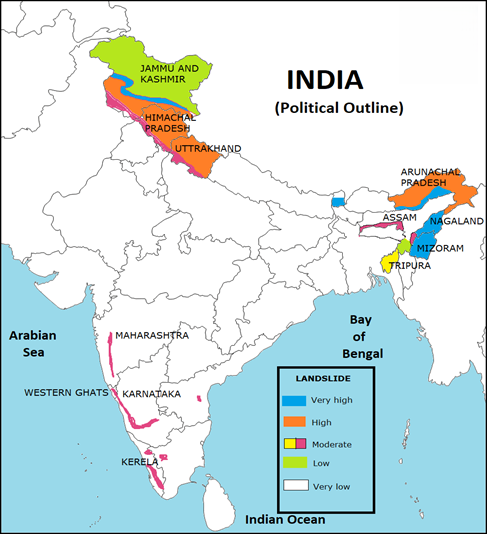 JAMMU AND
KASHMIR
INDIA
(Political Outline)
HIMACHAL
PRADESH
UTTRAKHAND
ARUNACHAL
PRADESH
ASSAM
NAGALAND
MIZORAM
TRIPURA
Arabian
Sea
MAHARASHTRA
Bay
of
Bengal
WESTERN GHATS
KARNATAKA
KERELA
LANDSLIDE
Very high
High
Moderate
Low
Very low
Indian Ocean